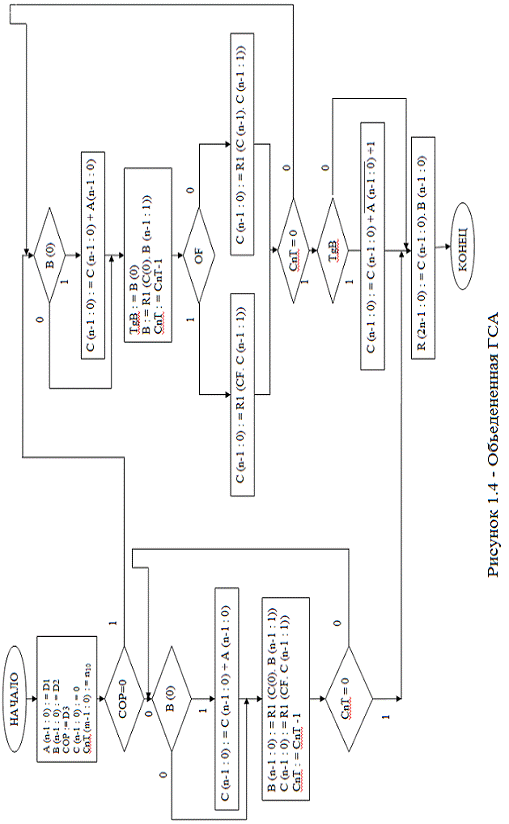 НАЧАЛО
A (n-1 : 0) := D1
B (n-1 : 0) := D2
COP := D3
C (n-1 : 0) := 0
CnT (m-1 : 0) := n10
COP=0
0
1
B (0)
0
1
C (n-1 : 0) := C (n-1 : 0) + A (n-1 : 0)
B (n-1 : 0) := R1 (C(0). B (n-1 : 1))
C (n-1 : 0) := R1 (CF. C (n-1 : 1))
CnT := CnT -1
CnT = 0
0
1
B (0)
0
1
C (n-1 : 0) := C (n-1 : 0) + A(n-1 : 0)
TgB := B (0)
B := R1 (C(0). B (n-1 : 1))
CnT := CnT-1
OF
1
0
C (n-1 : 0) := R1 (CF. C (n-1 : 1))
C (n-1 : 0) := R1 (C (n-1). C (n-1 : 1))
CnT = 0
0
1
TgB
0
1
C (n-1 : 0) := C (n-1 : 0) + A (n-1 : 0) +1
R (2n-1 : 0) := C (n-1 : 0). B (n-1 : 0)
КОНЕЦ
Рисунок 1.4 - Обьедененная ГСА